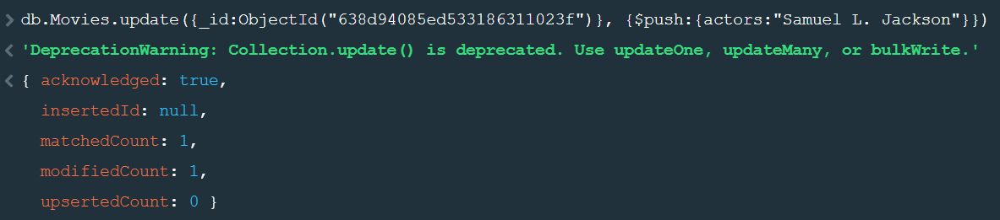 > db.Movies.update({_id:ObjectId("638d94085ed533186311023f")}, {$push:{actors:"Samuel L. Jackson"}})
< 'DeprecationWarning: Collection.update() is deprecated. Use updateOne, updateMany, or bulkWrite.'
< { acknowledged: true,
insertedId: null,
matchedCount: 1,
modifiedCount: 1,
upsertedCount: 0 }